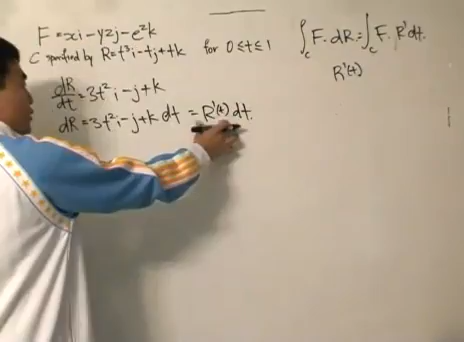 F = xi - yzj - e^z k
C specified by R = t³i - tj + tk for 0 ≤ t ≤ 1
dR/dt = 3t²i - j + k
dR = 3t²i - j + k dt = R'(t) dt.
∫_C F. dR = ∫_C F. R'dt.
R'(t)